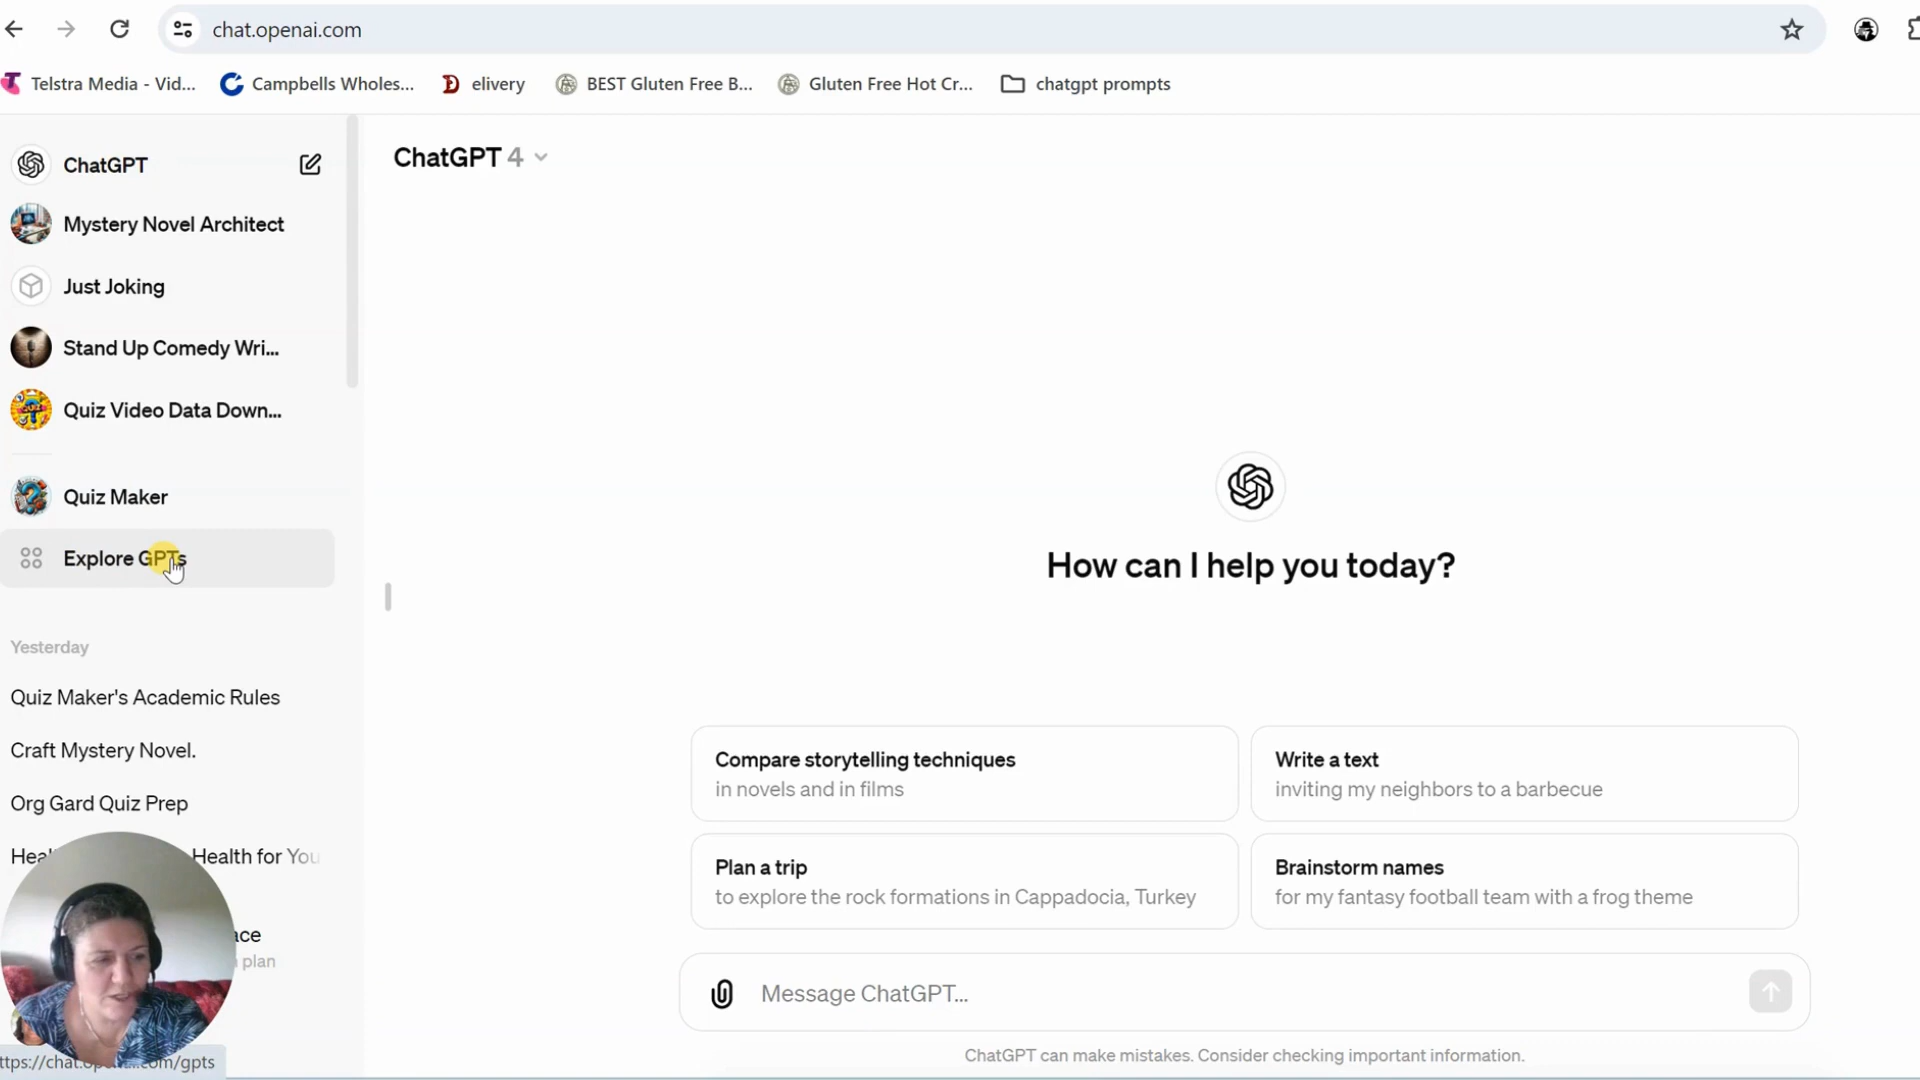 chat.openai.com
Telstra Media - Vid...
Campbells Wholes...
elivery
BEST Gluten Free B...
Gluten Free Hot Cr...
chatgpt prompts
ChatGPT
Mystery Novel Architect
Just Joking
Stand Up Comedy Wri...
Quiz Video Data Down...
Quiz Maker
Explore GPTs
Yesterday
Quiz Maker's Academic Rules
Craft Mystery Novel.
Org Gard Quiz Prep
Health for You
plan
ChatGPT 4
How can I help you today?
Compare storytelling techniques
in novels and in films
Write a text
inviting my neighbors to a barbecue
Plan a trip
to explore the rock formations in Cappadocia, Turkey
Brainstorm names
for my fantasy football team with a frog theme
Message ChatGPT...
ChatGPT can make mistakes. Consider checking important information.
ttps://chat.openai.com/gpts